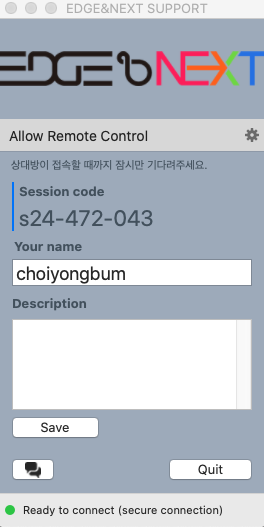 EDGE&NEXT SUPPORT
EDGE&NEXT
Allow Remote Control
상대방이 접속할 때까지 잠시만 기다려주세요.
Session code
s24-472-043
Your name
choiyongbum
Description
Save
Quit
Ready to connect (secure connection)